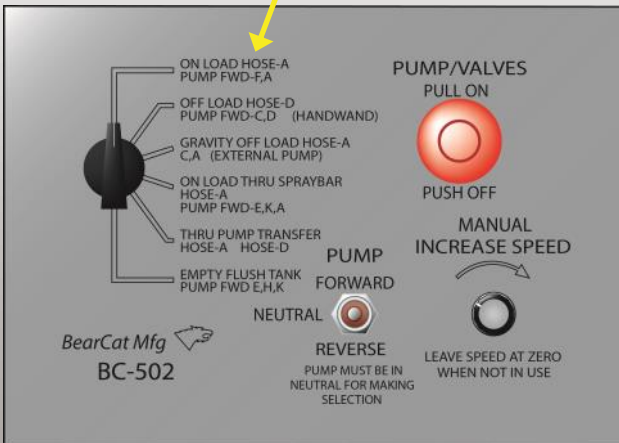 ON LOAD HOSE-A
PUMP FWD-F,A
OFF LOAD HOSE-D
PUMP FWD-C,D (HANDWAND)
GRAVITY OFF LOAD HOSE-A
C,A (EXTERNAL PUMP)
ON LOAD THRU SPRAYBAR
HOSE-A
PUMP FWD-E,K,A
THRU PUMP TRANSFER
HOSE-A HOSE-D
EMPTY FLUSH TANK
PUMP FWD E,H,K
BearCat Mfg
BC-502
PUMP/VALVES
PULL ON
PUSH OFF
PUMP
FORWARD
NEUTRAL
REVERSE
PUMP MUST BE IN
NEUTRAL FOR MAKING
SELECTION
MANUAL
INCREASE SPEED
LEAVE SPEED AT ZERO
WHEN NOT IN USE